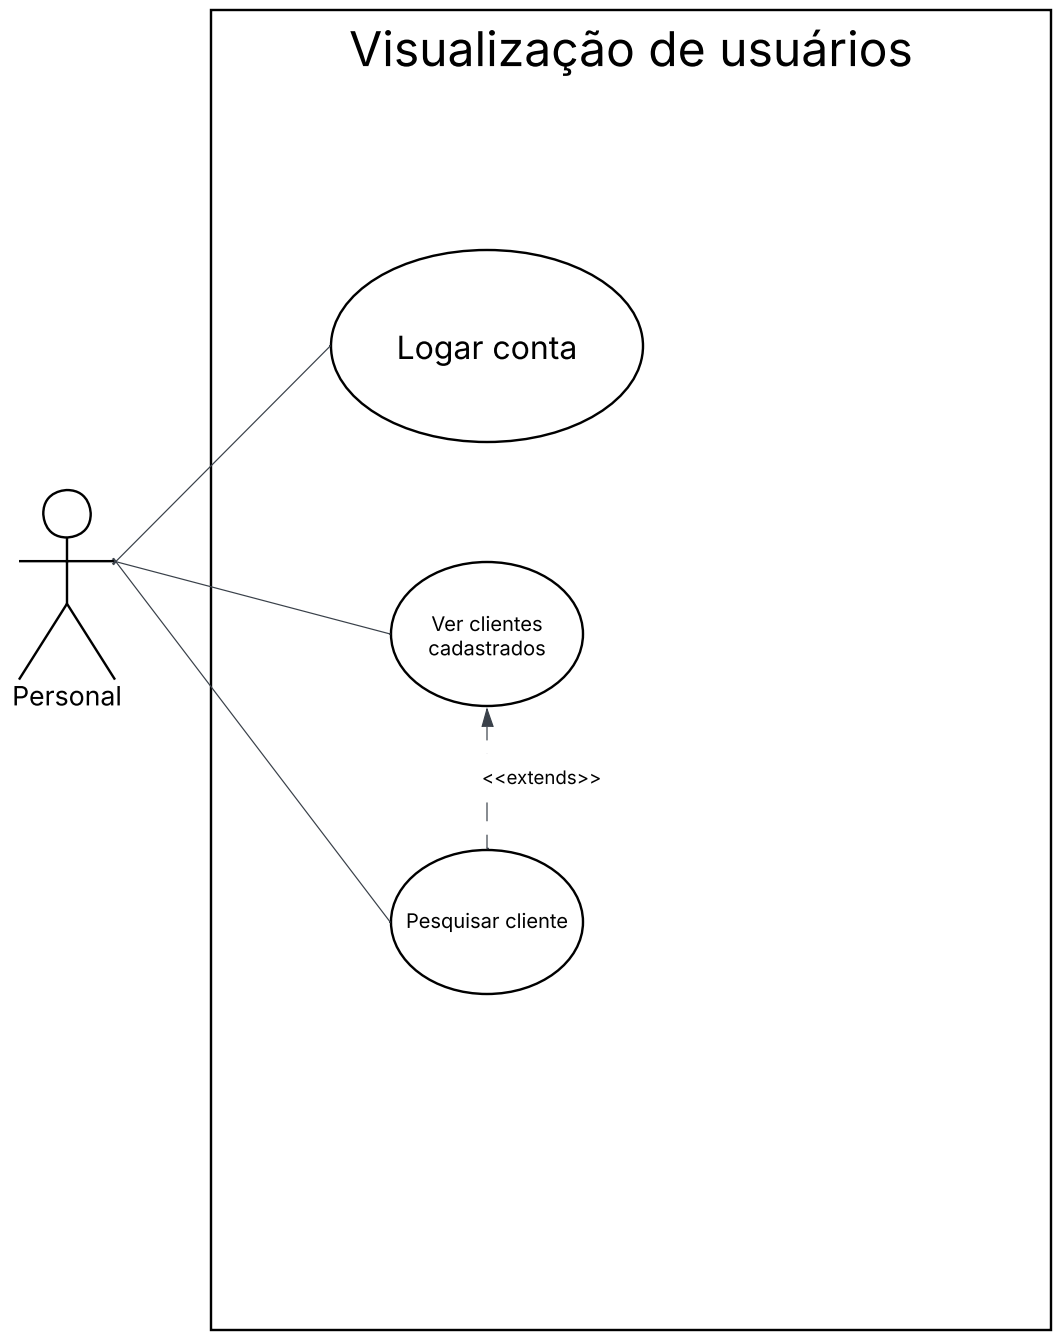 Visualização de usuários
Logar conta
Personal
Ver clientes
cadastrados
<<extends>>
Pesquisar cliente